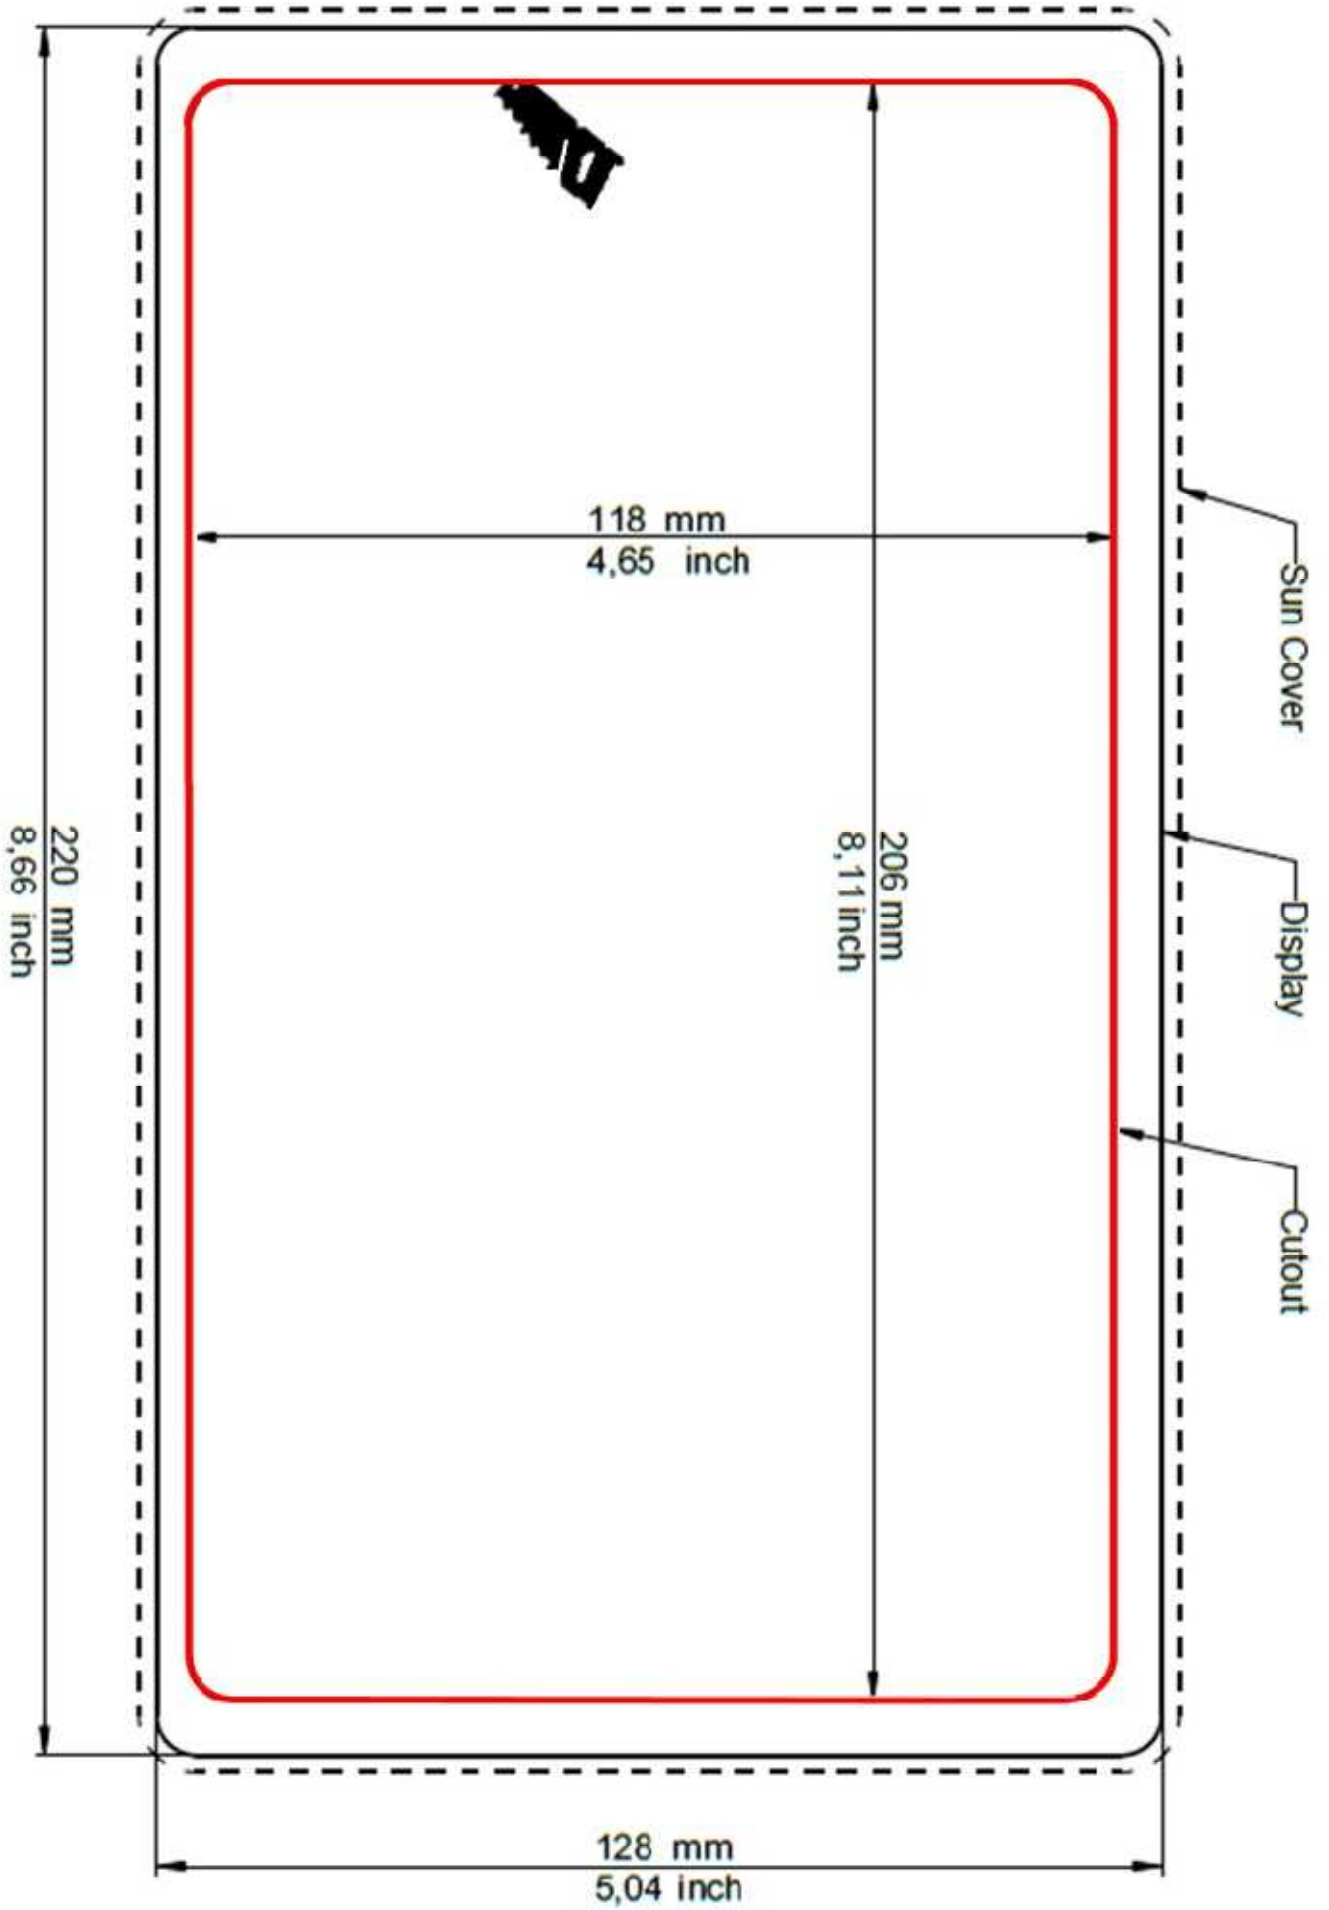 118 mm
4,65 inch
Sun Cover
220 mm
8,66 inch
206 mm
8,11 inch
Display
Cutout
128 mm
5,04 inch